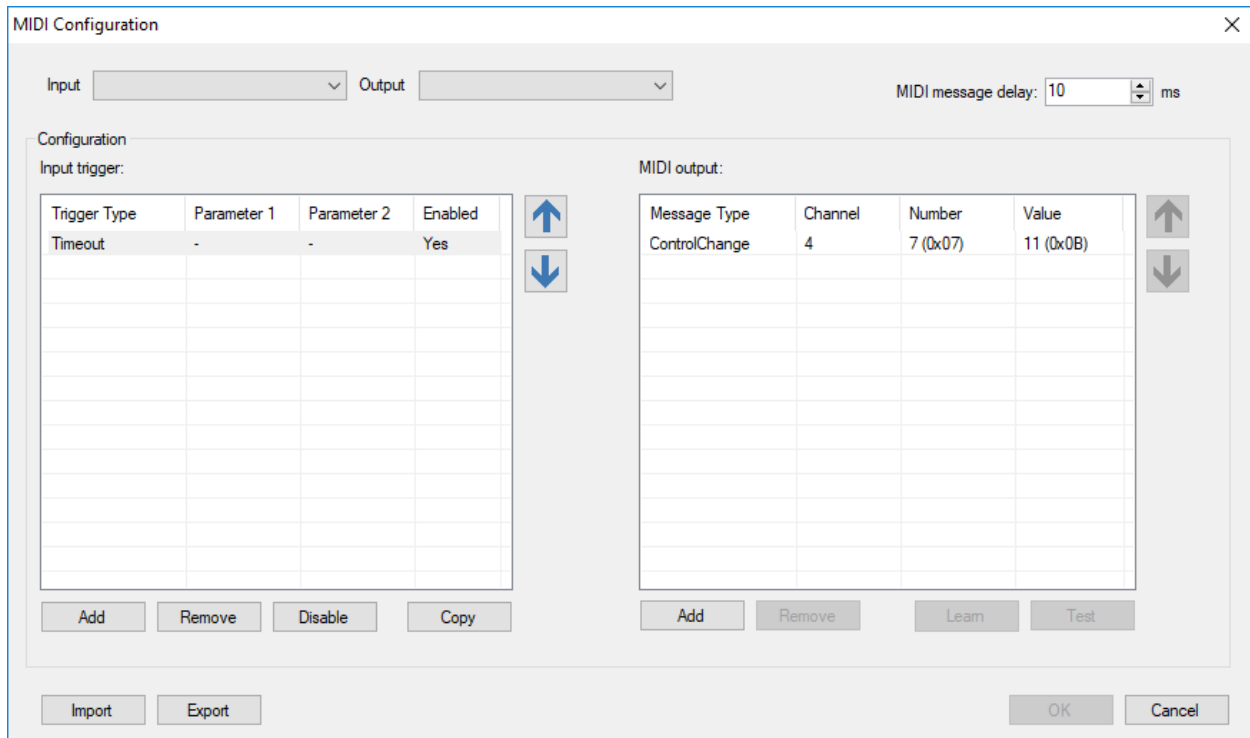 MIDI Configuration
Input Output MIDI message delay: 10 ms
Configuration
Input trigger: MIDI output:
Trigger Type Parameter 1 Parameter 2 Enabled Message Type Channel Number Value
Timeout - - Yes ControlChange 4 7 (0x07) 11 (0x0B)
Add Remove Disable Copy Add Remove Learn Test
Import Export OK Cancel